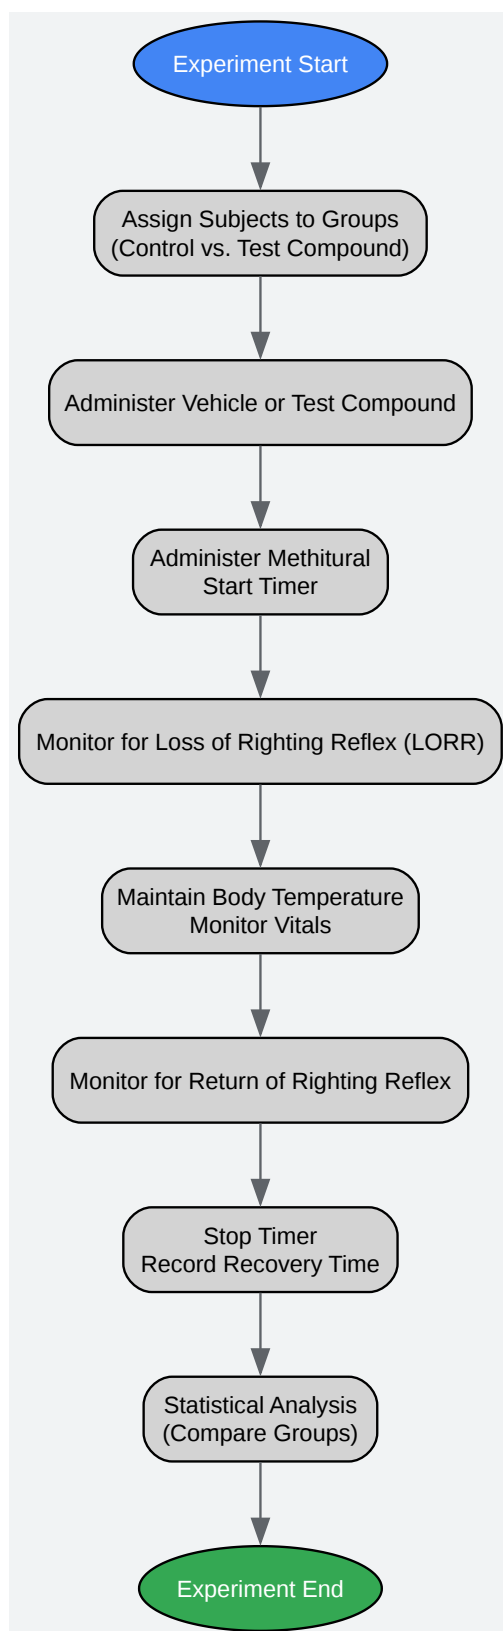 Experiment Start
Assign Subjects to Groups
(Control vs. Test Compound)
Administer Vehicle or Test Compound
Administer Methitural
Start Timer
Monitor for Loss of Righting Reflex (LORR)
Maintain Body Temperature
Monitor Vitals
Monitor for Return of Righting Reflex
Stop Timer
Record Recovery Time
Statistical Analysis
(Compare Groups)
Experiment End